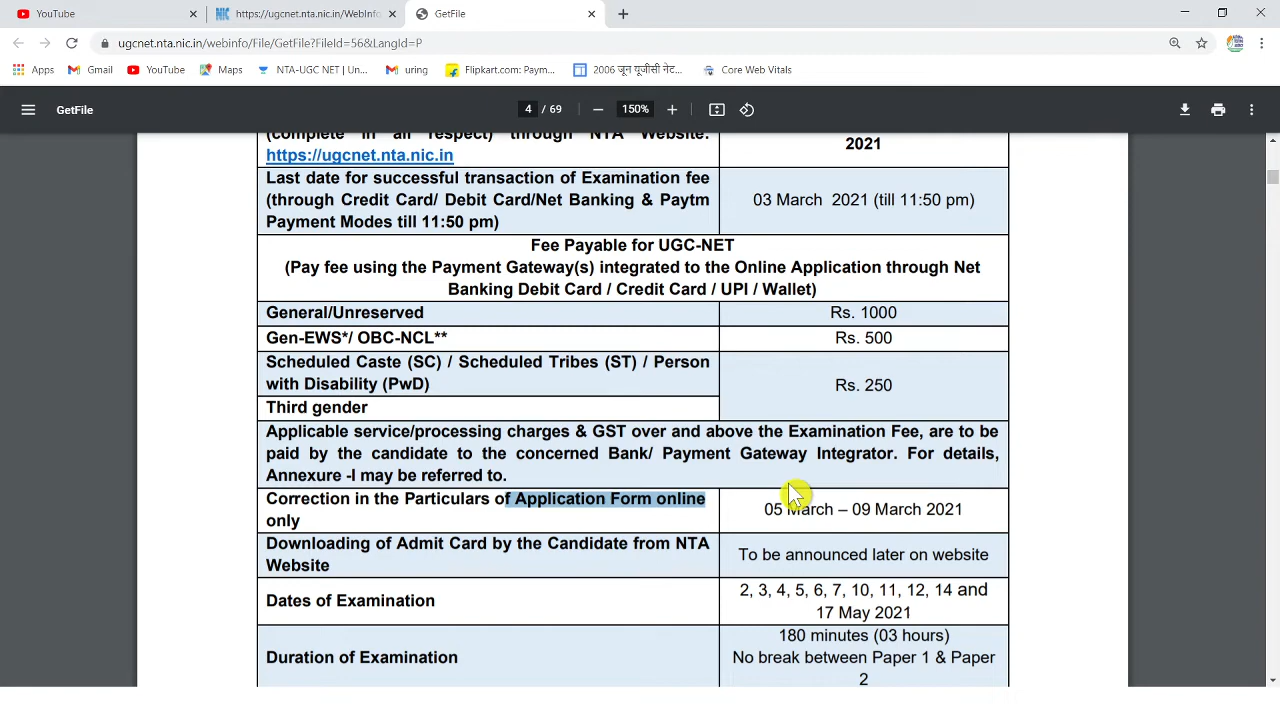 YouTube
NIC https://ugcnet.nta.nic.in/WebInfo
GetFile
ugcnet.nta.nic.in/webinfo/File/GetFile?FileId=56&LangId=P
Apps Gmail YouTube Maps NTA-UGC NET | Un... uring Flipkart.com: Paym... 2006 जून यूजीसी नेट... Core Web Vitals
GetFile 4 / 69 150%
(complete in all respect) through NTA Website:
https://ugcnet.nta.nic.in
2021
Last date for successful transaction of Examination fee
(through Credit Card/ Debit Card/Net Banking & Paytm
Payment Modes till 11:50 pm)
03 March 2021 (till 11:50 pm)
Fee Payable for UGC-NET
(Pay fee using the Payment Gateway(s) integrated to the Online Application through Net
Banking Debit Card / Credit Card / UPI / Wallet)
General/Unreserved
Rs. 1000
Gen-EWS*/ OBC-NCL**
Rs. 500
Scheduled Caste (SC) / Scheduled Tribes (ST) / Person
with Disability (PwD)
Rs. 250
Third gender
Applicable service/processing charges & GST over and above the Examination Fee, are to be
paid by the candidate to the concerned Bank/ Payment Gateway Integrator. For details,
Annexure -I may be referred to.
Correction in the Particulars of Application Form online
only
05 March – 09 March 2021
Downloading of Admit Card by the Candidate from NTA
Website
To be announced later on website
Dates of Examination
2, 3, 4, 5, 6, 7, 10, 11, 12, 14 and
17 May 2021
Duration of Examination
180 minutes (03 hours)
No break between Paper 1 & Paper
2